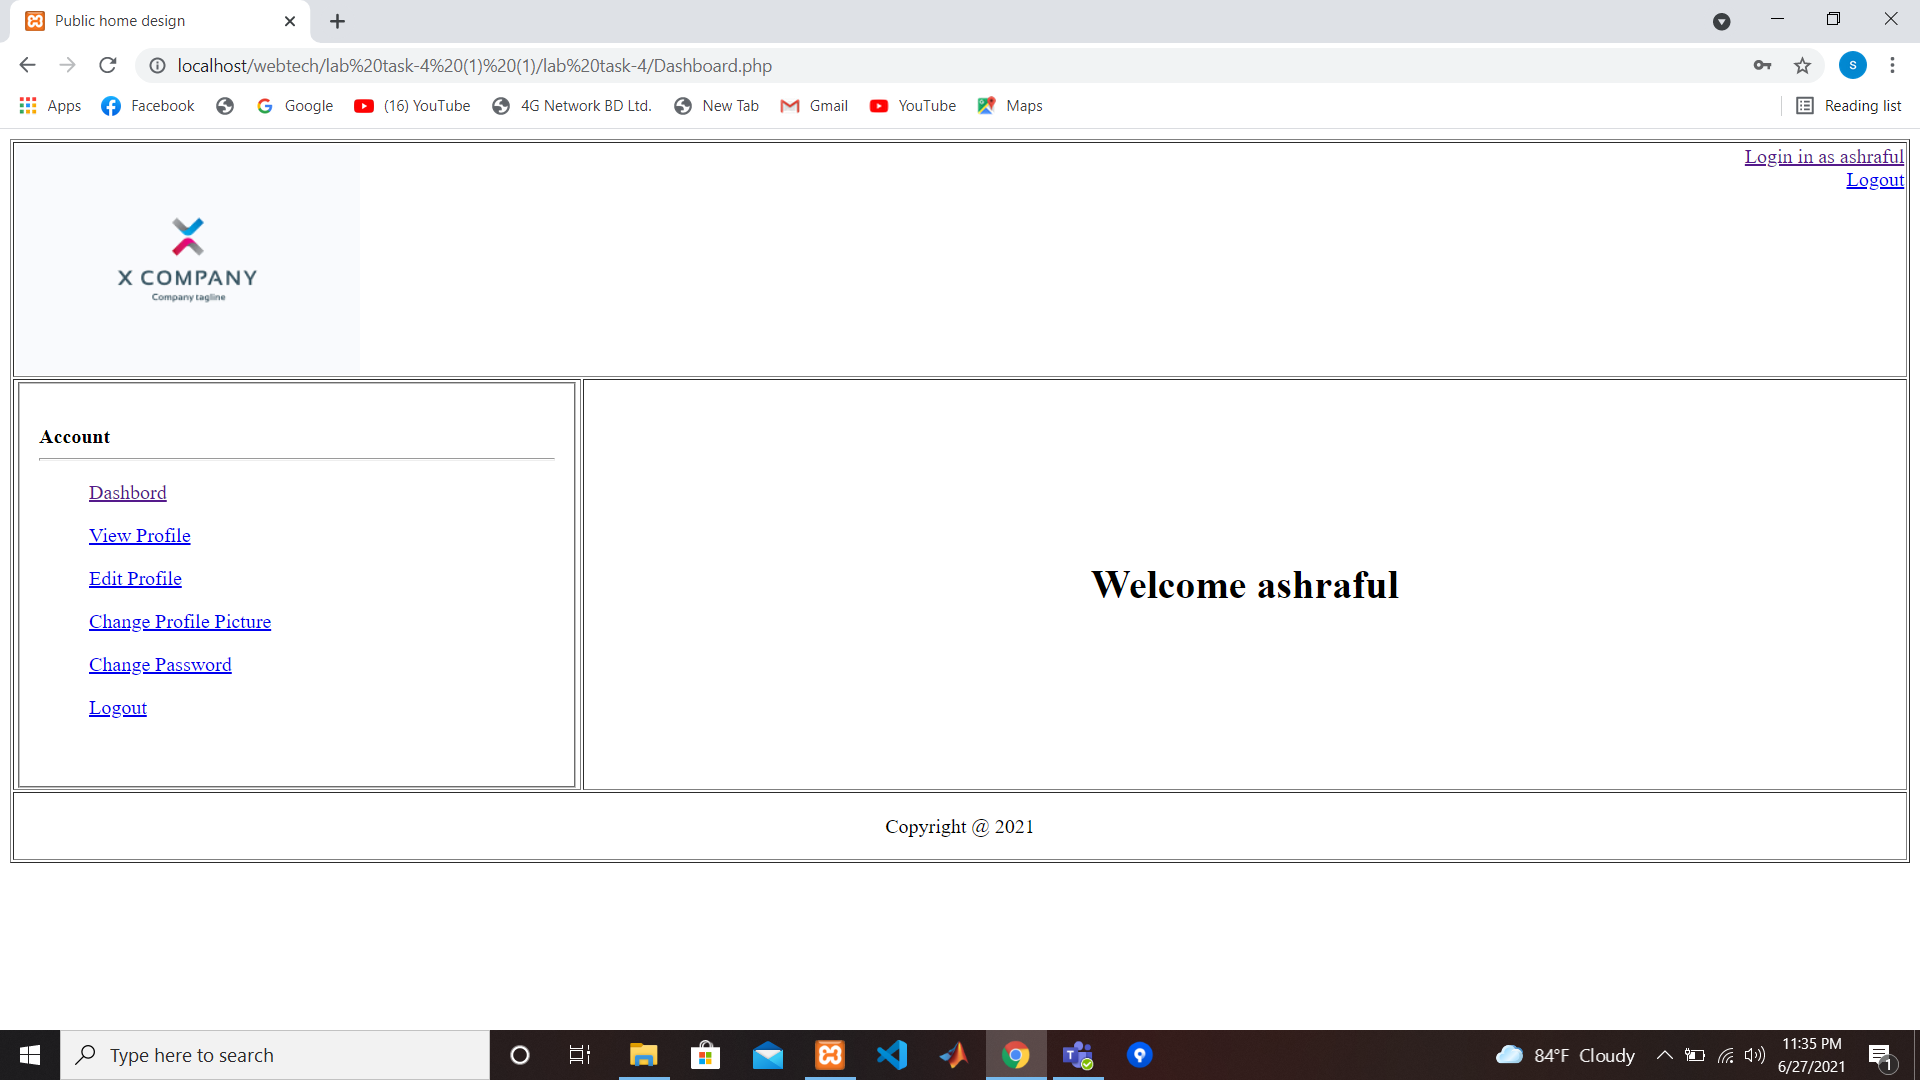 Public home design
localhost/webtech/lab%20task-4%20(1)%20(1)/lab%20task-4/Dashboard.php
s
Apps
Facebook
Google
(16) YouTube
4G Network BD Ltd.
New Tab
Gmail
YouTube
Maps
Reading list
Login in as ashraful
Logout
X COMPANY
Company tagline
Account
Dashbord
View Profile
Edit Profile
Change Profile Picture
Change Password
Logout
Welcome ashraful
Copyright @ 2021
Type here to search
84°F Cloudy
11:35 PM
6/27/2021
1